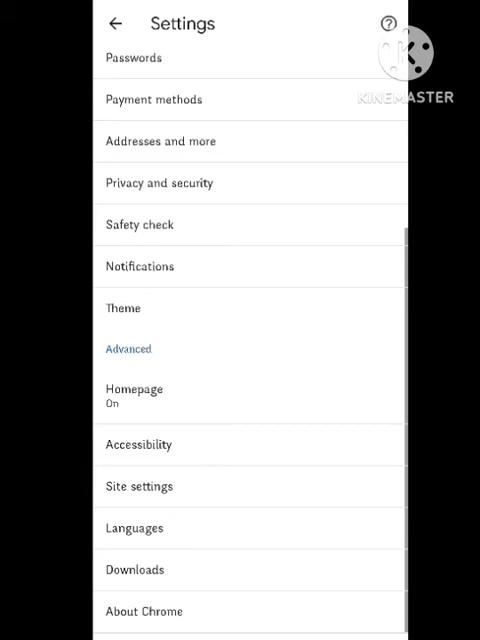 Settings
KINEMASTER
Passwords
Payment methods
Addresses and more
Privacy and security
Safety check
Notifications
Theme
Advanced
Homepage
On
Accessibility
Site settings
Languages
Downloads
About Chrome